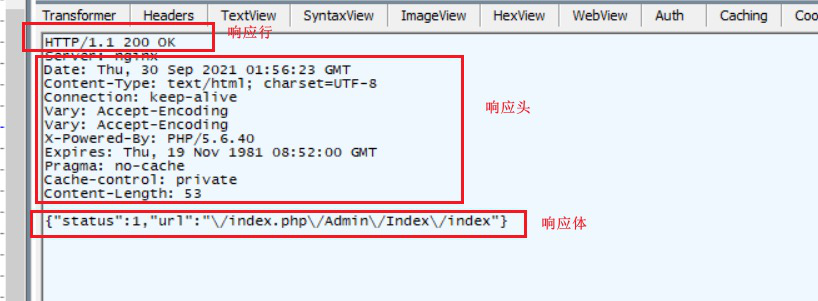 Transformer Headers TextView SyntaxView ImageView HexView WebView Auth Caching Coo
HTTP/1.1 200 OK
响应行
Server: nginx
Date: Thu, 30 Sep 2021 01:56:23 GMT
Content-Type: text/html; charset=UTF-8
Connection: keep-alive
Vary: Accept-Encoding
响应头
Vary: Accept-Encoding
X-Powered-By: PHP/5.6.40
Expires: Thu, 19 Nov 1981 08:52:00 GMT
Pragma: no-cache
Cache-control: private
Content-Length: 53
{"status":1,"url":"\/index.php\/Admin\/Index\/index"}
响应体